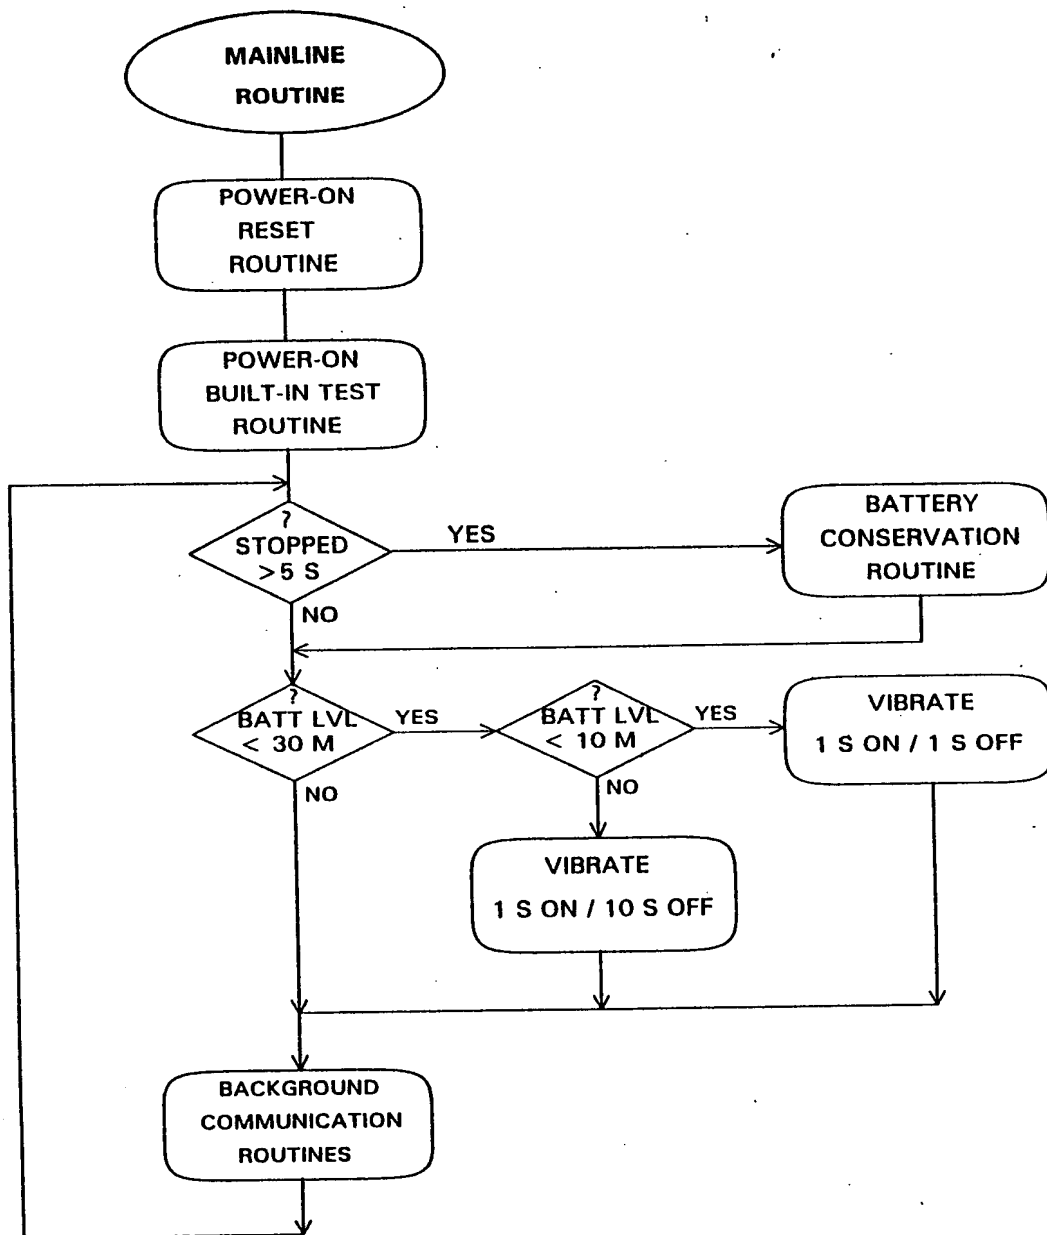 MAINLINE
ROUTINE
POWER-ON
RESET
ROUTINE
POWER-ON
BUILT-IN TEST
ROUTINE
?
STOPPED
>5 S
YES
BATTERY
CONSERVATION
ROUTINE
NO
?
BATT LVL
< 30 M
YES
?
BATT LVL
< 10 M
YES
VIBRATE
1 S ON / 1 S OFF
NO
NO
VIBRATE
1 S ON / 10 S OFF
BACKGROUND
COMMUNICATION
ROUTINES